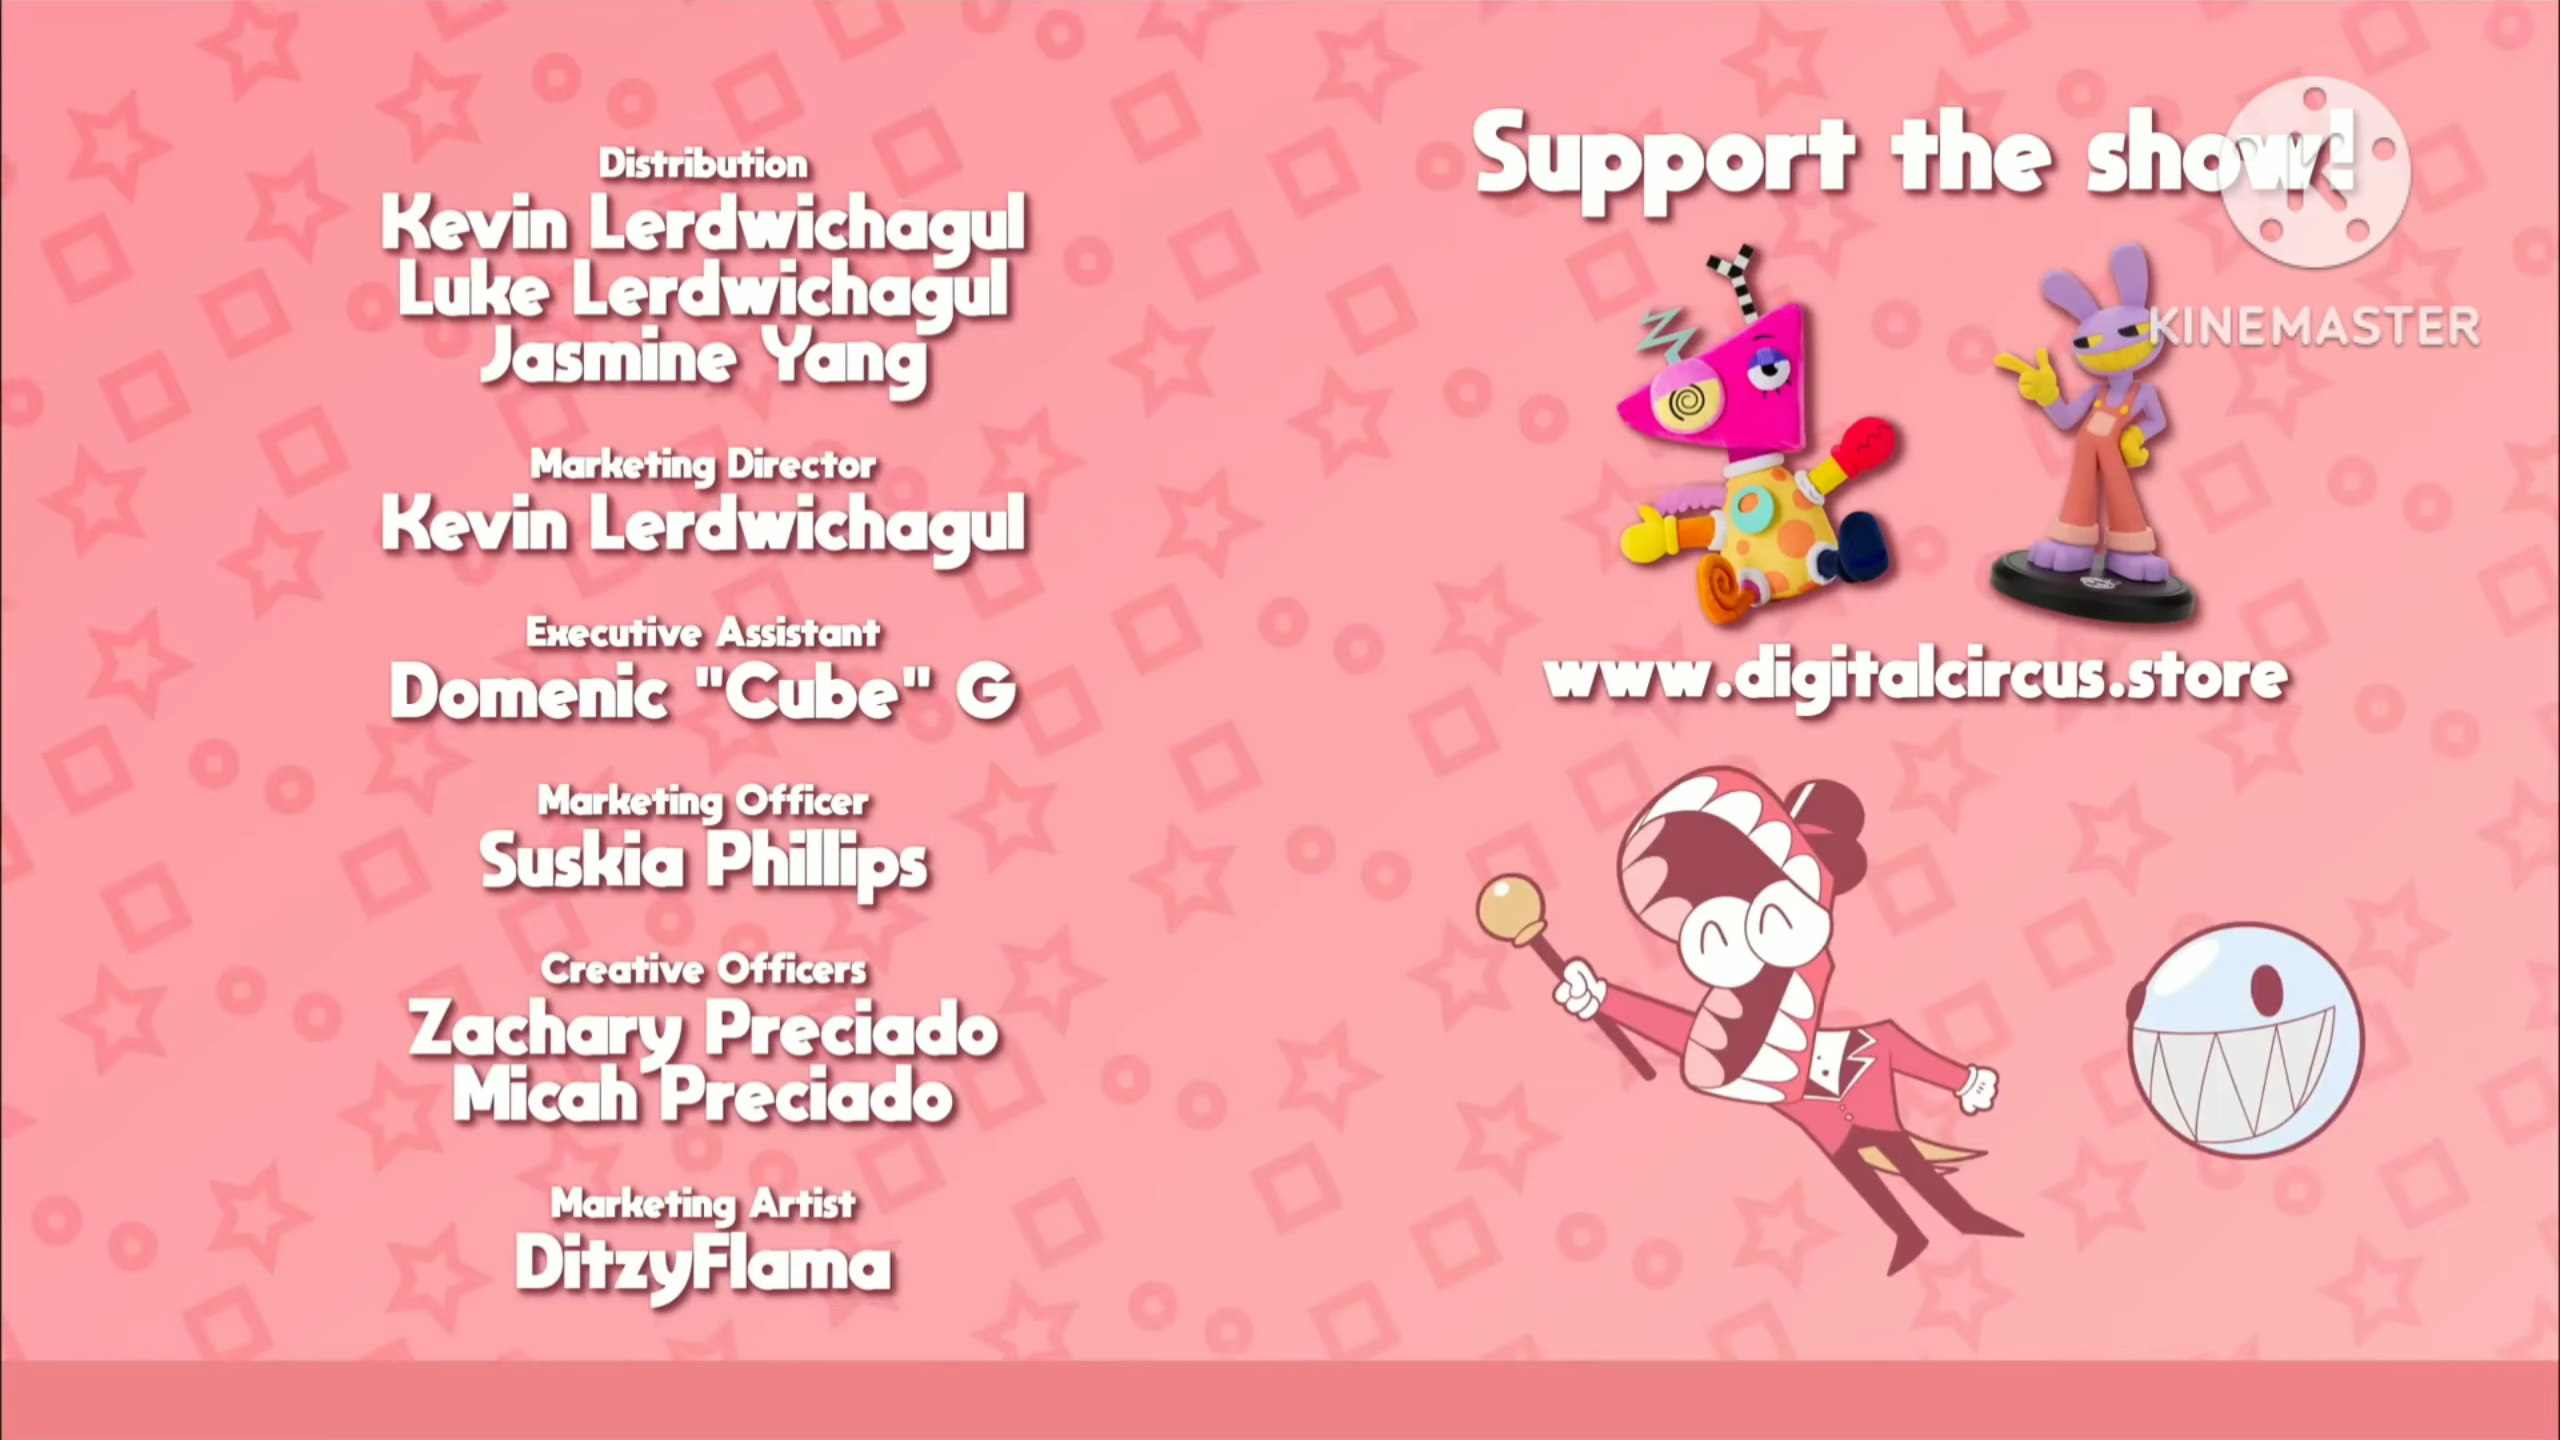 Distribution
Kevin Lerdwichagul
Luke Lerdwichagul
Jasmine Yang
Marketing Director
Kevin Lerdwichagul
Executive Assistant
Domenic "Cube" G
Marketing Officer
Suskia Phillips
Creative Officers
Zachary Preciado
Micah Preciado
Marketing Artist
DitzyFlama
Support the show!
K
KINEMASTER
www.digitalcircus.store